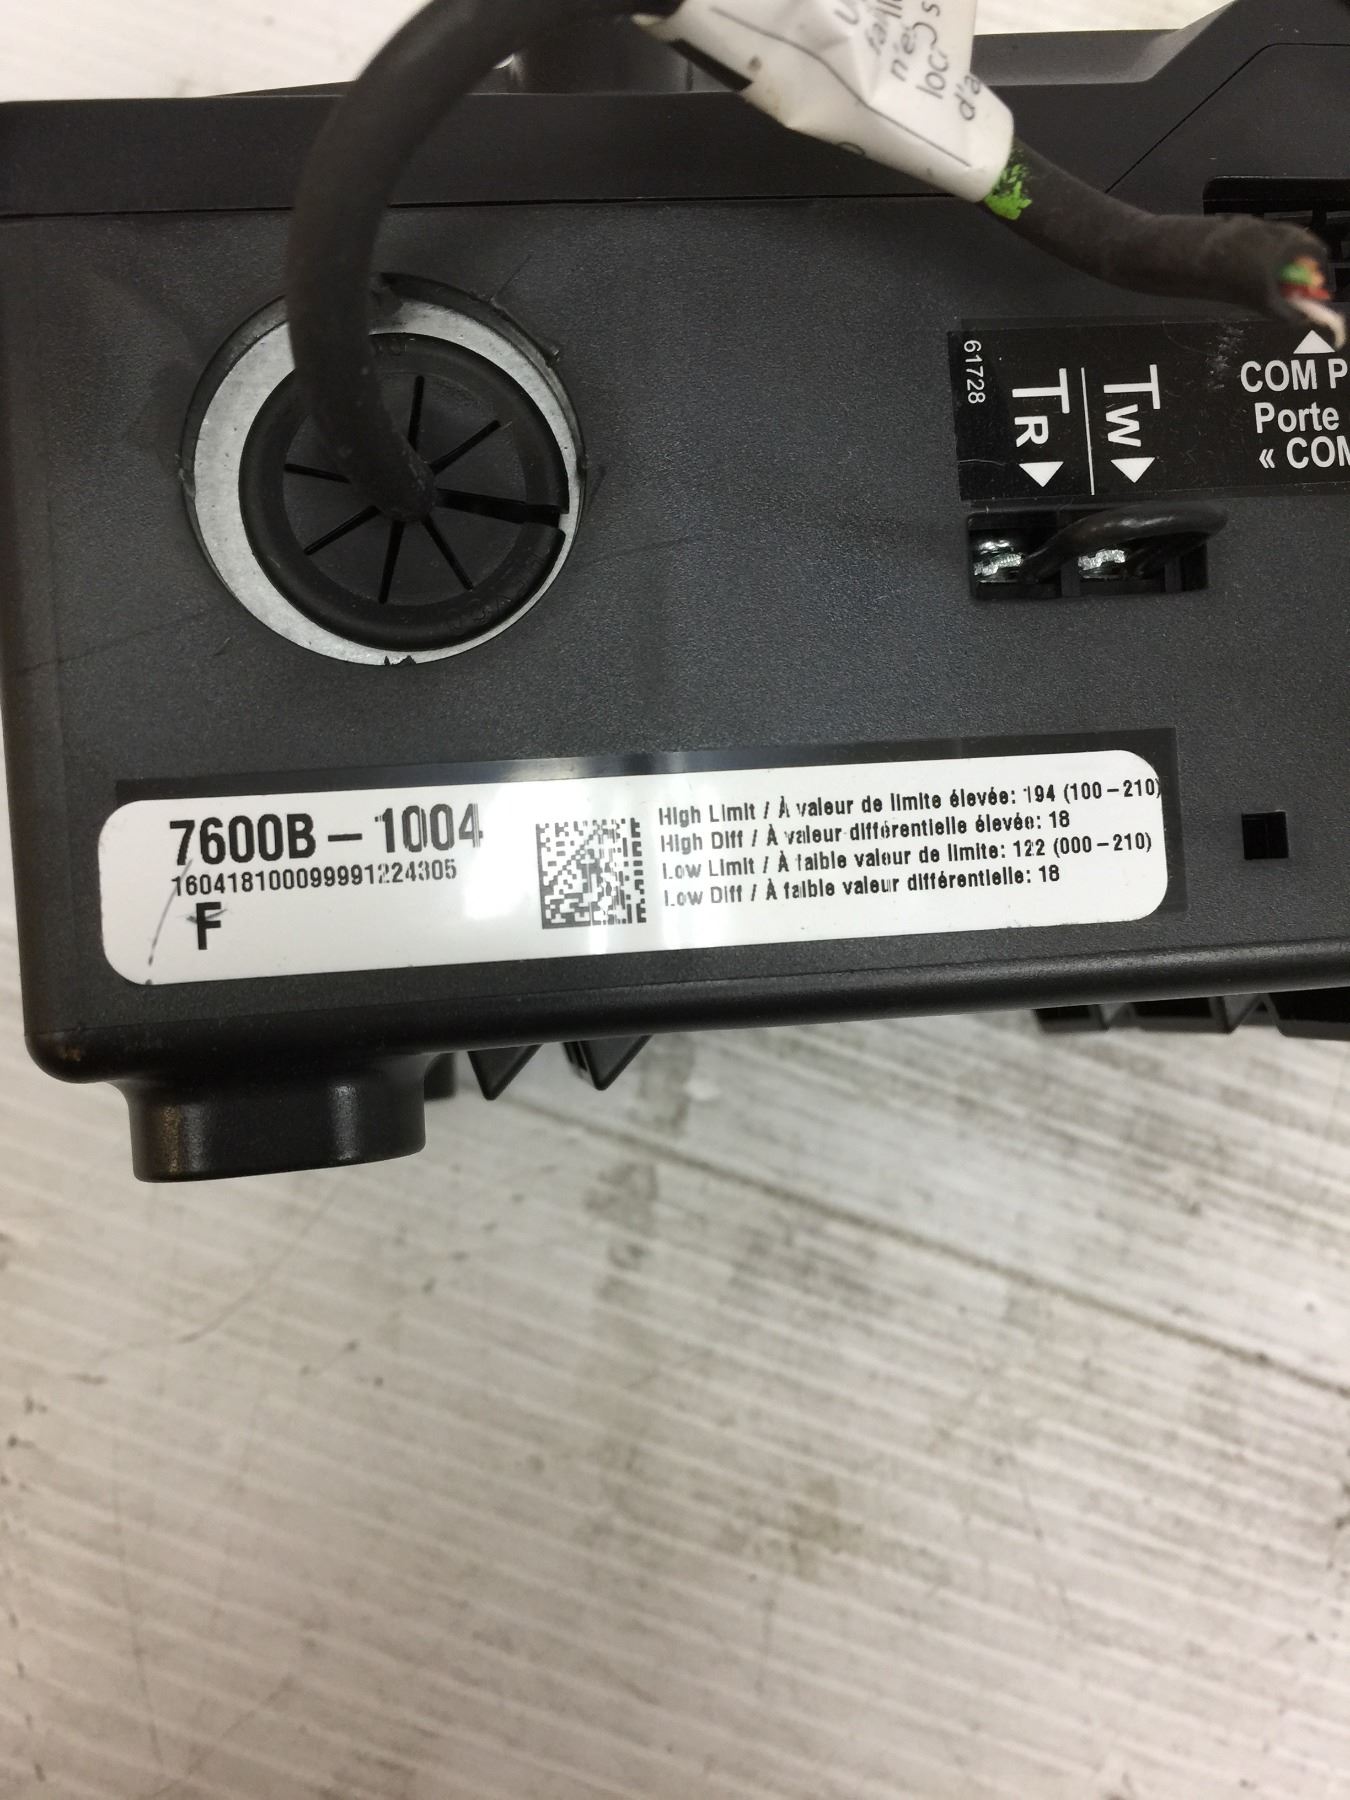 61728
TR
TW
COM P
Porte
« COM
7600B-1004
160418100099991224305
F
High Limit / À valeur de limite élevée: 194 (100-210)
High Diff / À valeur différentielle élevée: 18
Low Limit / À faible valeur de limite: 122 (000-210)
Low Diff / À faible valeur différentielle: 18